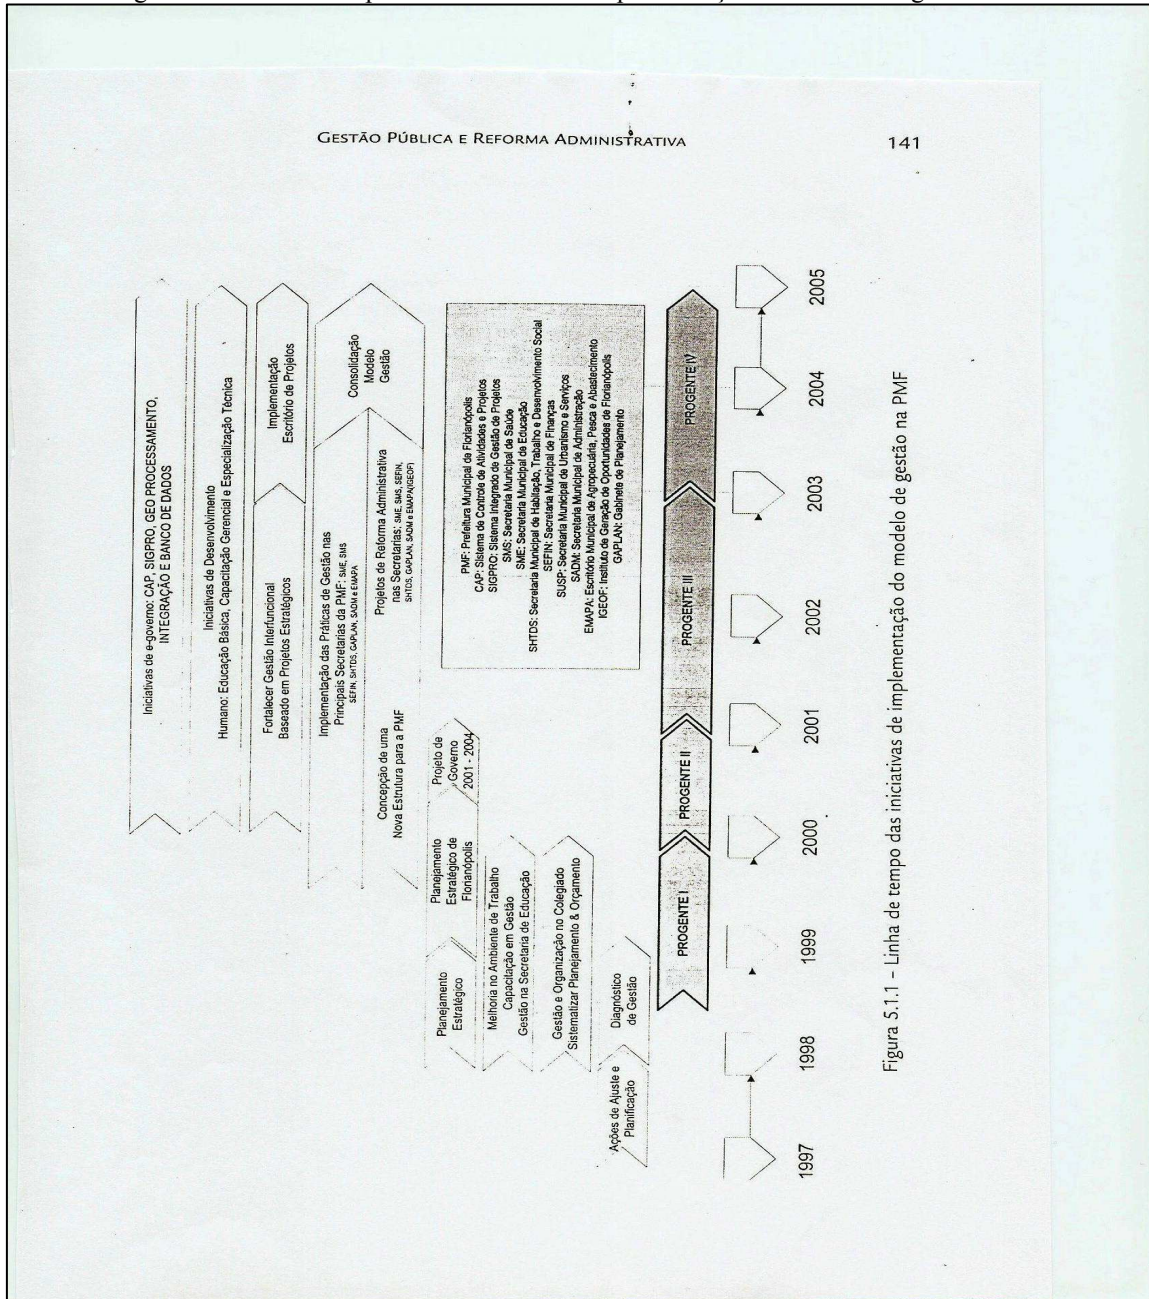 GESTÃO PÚBLICA E REFORMA ADMINISTRATIVA
141
Iniciativas de e-governo: CAP, SIGPRO, GEO PROCESSAMENTO,
INTEGRAÇÃO E BANCO DE DADOS
Iniciativas de Desenvolvimento
Humano: Educação Básica, Capacitação Gerencial e Especialização Técnica
Fortalecer Gestão Interfuncional
Baseado em Projetos Estratégicos
Implementação
Escritório de Projetos
Implementação das Práticas de Gestão nas
Principais Secretarias da PMF: SME, SMS
SEFIN, SHTDS, GAPLAN, SADM e EMAPA
Concepção de uma
Nova Estrutura para a PMF
Projetos de Reforma Administrativa
nas Secretarias: SME, SMS, SEFIN,
SHTDS, GAPLAN, SADM e EMAPA(IGEOF)
Consolidação
Modelo
Gestão
Planejamento
Estratégico
Planejamento
Estratégico de
Florianópolis
Projeto de
Governo
2001 - 2004
Melhoria no Ambiente de Trabalho
Capacitação em Gestão
Gestão na Secretaria de Educação
Gestão e Organização no Colegiado
Sistematizar Planejamento & Orçamento
Ações de Ajuste e
Planificação
Diagnóstico
de Gestão
PMF: Prefeitura Municipal de Florianópolis
CAP: Sistema de Controle de Atividades e Projetos
SIGPRO: Sistema Integrado de Gestão de Projetos
SMS: Secretaria Municipal de Saúde
SME: Secretaria Municipal de Educação
SHTDS: Secretaria Municipal de Habitação, Trabalho e Desenvolvimento Social
SEFIN: Secretaria Municipal de Finanças
SUSP: Secretaria Municipal de Urbanismo e Serviços
SADM: Secretaria Municipal de Administração
EMAPA: Escritório Municipal de Agropecuária, Pesca e Abastecimento
IGEOF: Instituto de Geração de Oportunidades de Florianópolis
GAPLAN: Gabinete de Planejamento
PROGENTE I
PROGENTE II
PROGENTE III
PROGENTE IV
1997
1998
1999
2000
2001
2002
2003
2004
2005
Figura 5.1.1 – Linha de tempo das iniciativas de implementação do modelo de gestão na PMF